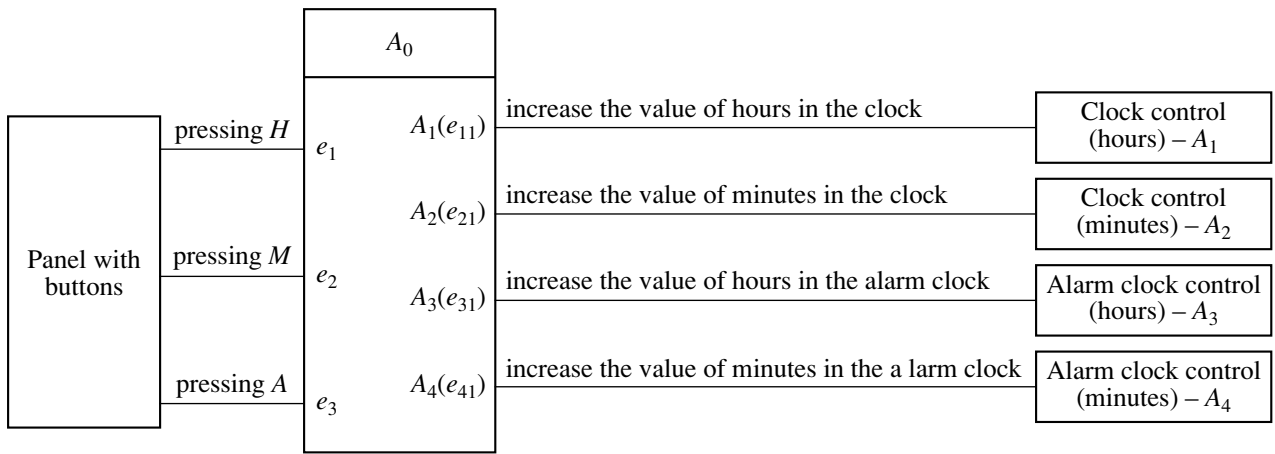 A₀
Panel with
buttons
pressing H
pressing M
pressing A
e₁
e₂
e₃
A₁(e₁₁)
A₂(e₂₁)
A₃(e₃₁)
A₄(e₄₁)
increase the value of hours in the clock
increase the value of minutes in the clock
increase the value of hours in the alarm clock
increase the value of minutes in the a larm clock
Clock control
(hours) – A₁
Clock control
(minutes) – A₂
Alarm clock control
(hours) – A₃
Alarm clock control
(minutes) – A₄